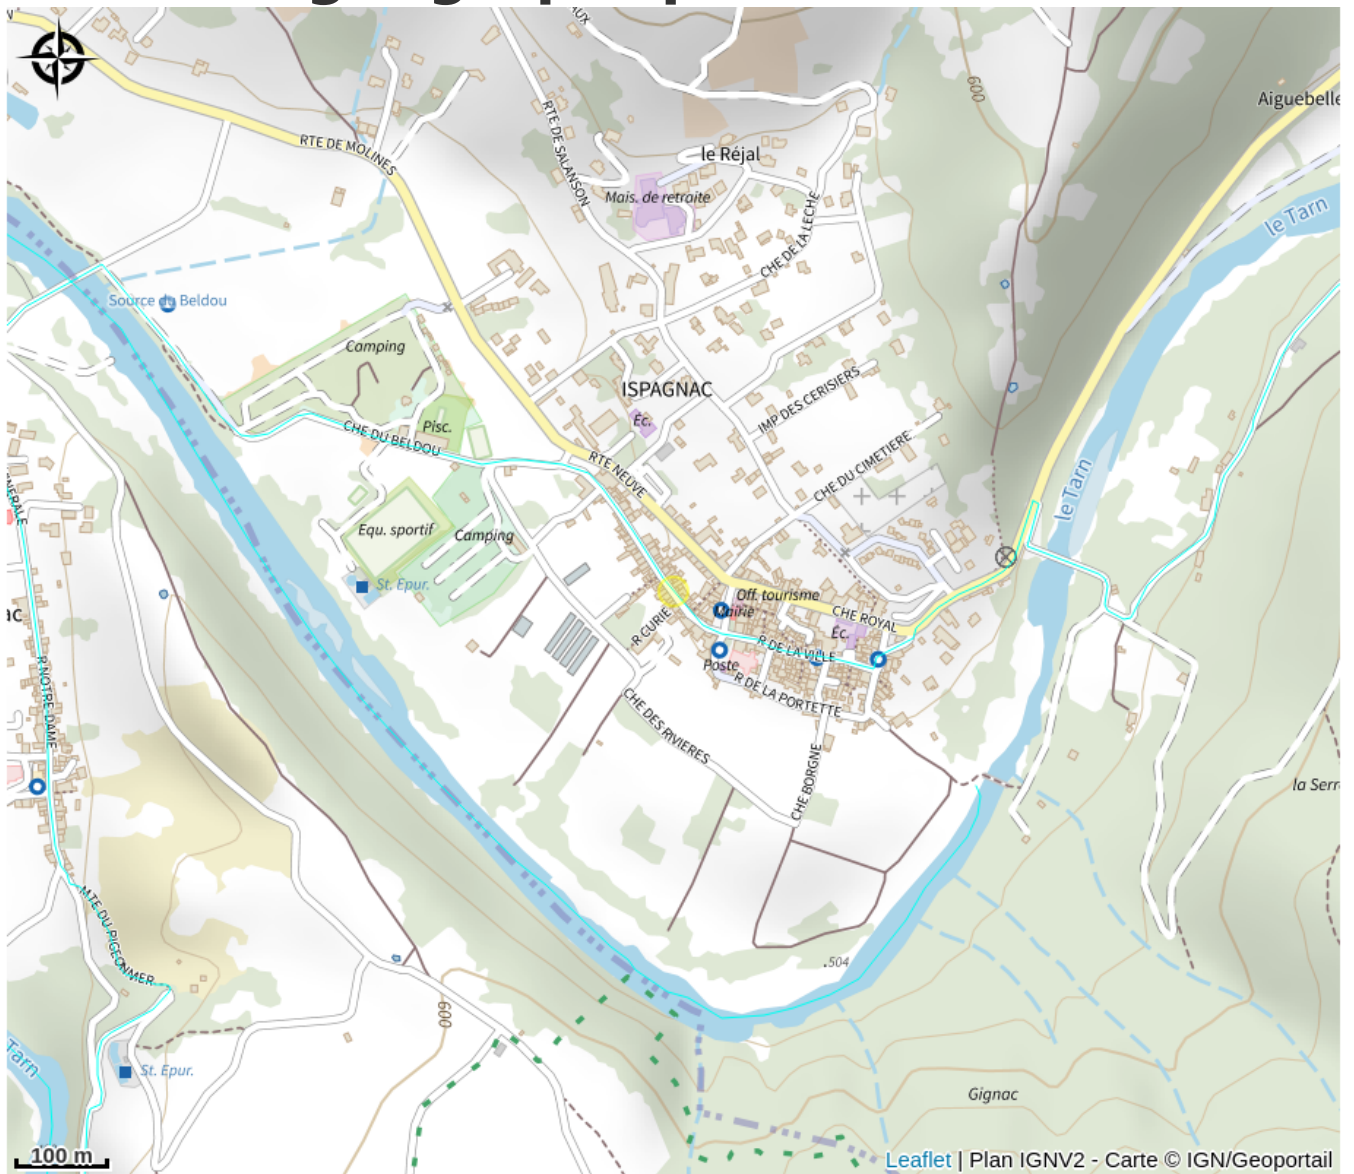 600
Aiguebelle
RTE DE MOLINES
RTE DE SALANSON
le Réjal
Mais. de retraite
CHE DE LA LECHE
le Tarn
Source du Beldou
Camping
ISPAGNAC
IMP DES CERISIERS
Pisc.
Ec.
CHE DU BELDOU
RTE NEUVE
CHE DU CIMETIERE
le Tarn
Equ. sportif
Camping
St. Epur.
Off. tourisme
Mairie
CHE ROYAL
R CURIE
Ec.
R DE LA VILLE
Poste
R DE LA PORTETTE
R NOTRE-DAME
CHE DES RIVIERES
CHE BORGNE
la Serr
MTE DU PIGEONNIER
.504
600
Tarn
St. Epur.
Gignac
100 m
Leaflet | Plan IGNV2 - Carte © IGN/Geoportail